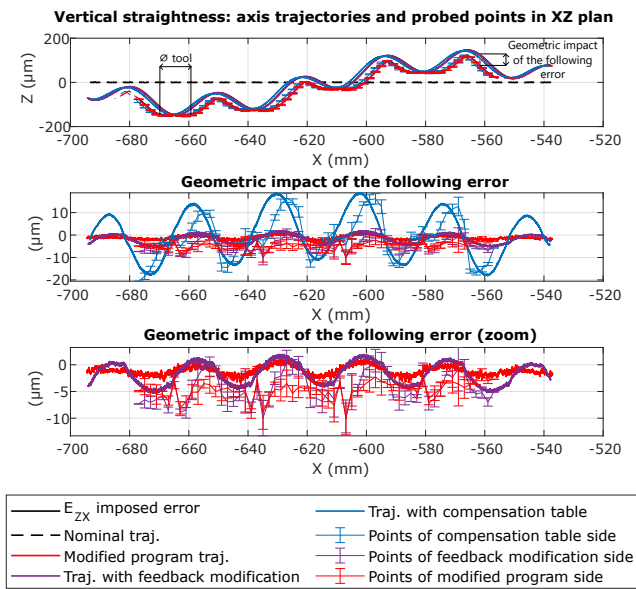 Vertical straightness: axis trajectories and probed points in XZ plan
200
0
-200
Z (µm)
Ø tool
Geometric impact
of the following
error
-700 -680 -660 -640 -620 -600 -580 -560 -540 -520
X (mm)
Geometric impact of the following error
10
0
-10
-20
(µm)
-700 -680 -660 -640 -620 -600 -580 -560 -540 -520
X (mm)
Geometric impact of the following error (zoom)
0
-5
-10
(µm)
-700 -680 -660 -640 -620 -600 -580 -560 -540 -520
X (mm)
E_ZX imposed error
Nominal traj.
Modified program traj.
Traj. with feedback modification
Traj. with compensation table
Points of compensation table side
Points of feedback modification side
Points of modified program side